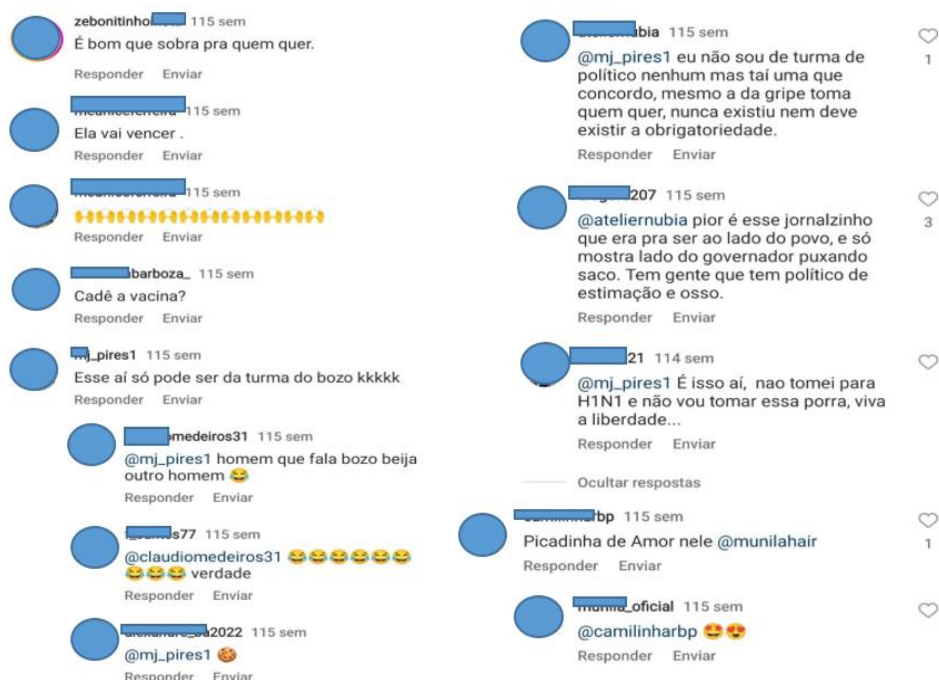 zebonitinho 115 sem
É bom que sobra pra quem quer.
Responder Enviar
115 sem
Ela vai vencer .
Responder Enviar
115 sem
🙌🙌🙌🙌🙌🙌🙌🙌🙌🙌🙌🙌
Responder Enviar
barboza_ 115 sem
Cadê a vacina?
Responder Enviar
mj_pires1 115 sem
Esse aí só pode ser da turma do bozo kkkkk
Responder Enviar
omedeiros31 115 sem
@mj_pires1 homem que fala bozo beija
outro homem 😂
Responder Enviar
s77 115 sem
@claudiomedeiros31 😂😂😂😂😂😂
😂😂😂 verdade
Responder Enviar
2022 115 sem
@mj_pires1 🍪
Responder Enviar
bia 115 sem
@mj_pires1 eu não sou de turma de
político nenhum mas taí uma que
concordo, mesmo a da gripe toma
quem quer, nunca existiu nem deve
existir a obrigatoriedade.
Responder Enviar
1
207 115 sem
@ateliernubia pior é esse jornalzinho
que era pra ser ao lado do povo, e só
mostra lado do governador puxando
saco. Tem gente que tem político de
estimação e osso.
Responder Enviar
3
21 114 sem
@mj_pires1 É isso aí, nao tomei para
H1N1 e não vou tomar essa porra, viva
a liberdade...
Responder Enviar
Ocultar respostas
rbp 115 sem
Picadinha de Amor nele @munilahair
Responder Enviar
1
_oficial 115 sem
@camilinharbp 🤩😍
Responder Enviar